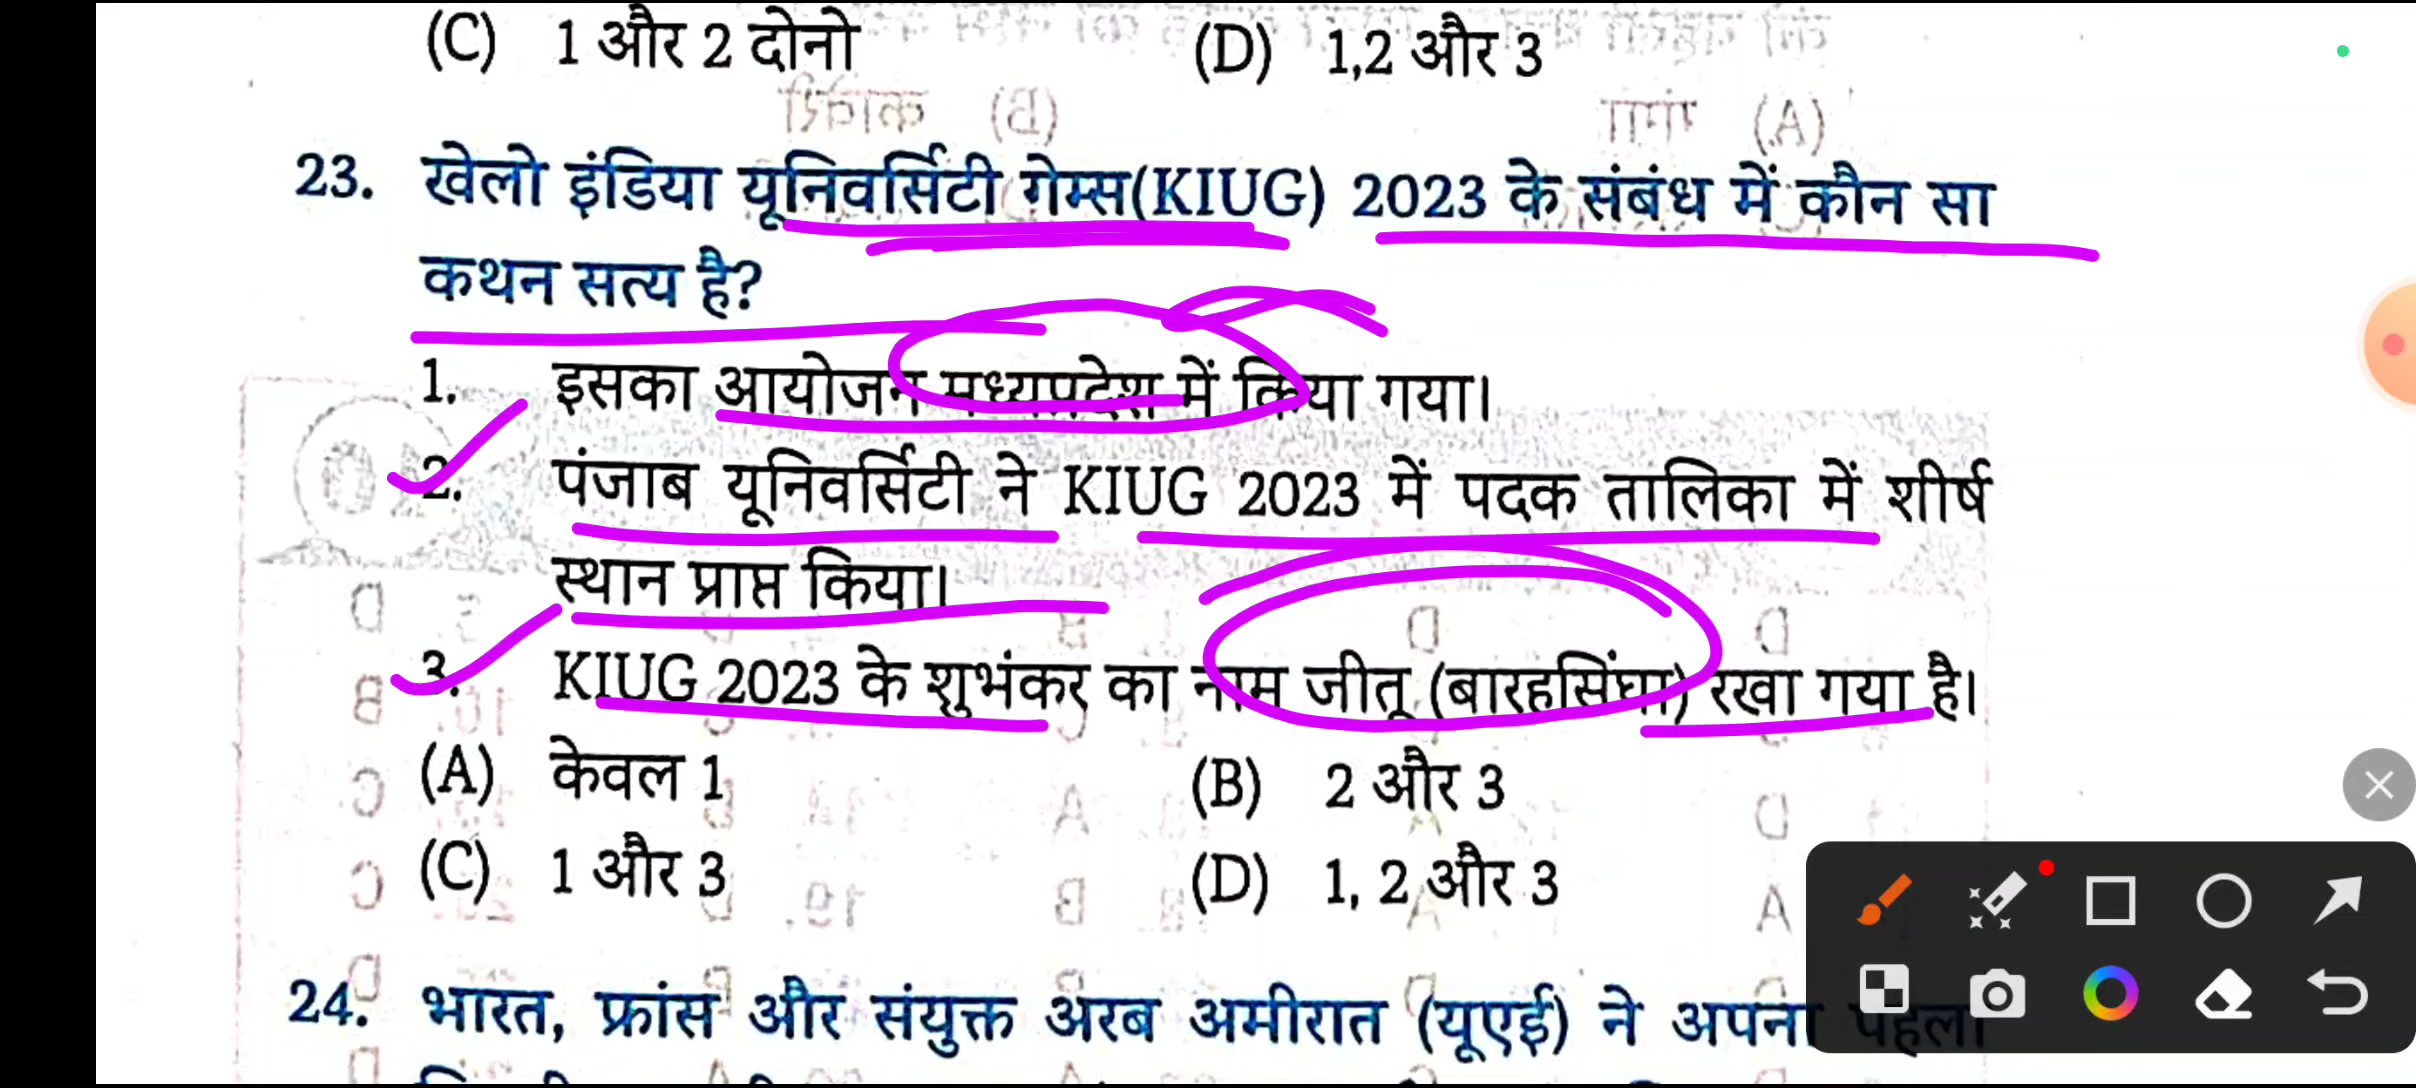 (C) 1 और 2 दोनो (D) 1,2 और 3
23. खेलो इंडिया यूनिवर्सिटी गेम्स(KIUG) 2023 के संबंध में कौन सा
कथन सत्य है?
1. इसका आयोजन मध्यप्रदेश में किया गया।
2. पंजाब यूनिवर्सिटी ने KIUG 2023 में पदक तालिका में शीर्ष
स्थान प्राप्त किया।
3. KIUG 2023 के शुभंकर का नाम जीतू (बारहसिंघा) रखा गया है।
(A) केवल 1 (B) 2 और 3
(C) 1 और 3 (D) 1, 2 और 3
24. भारत, फ्रांस और संयुक्त अरब अमीरात (यूएई) ने अपना पहला